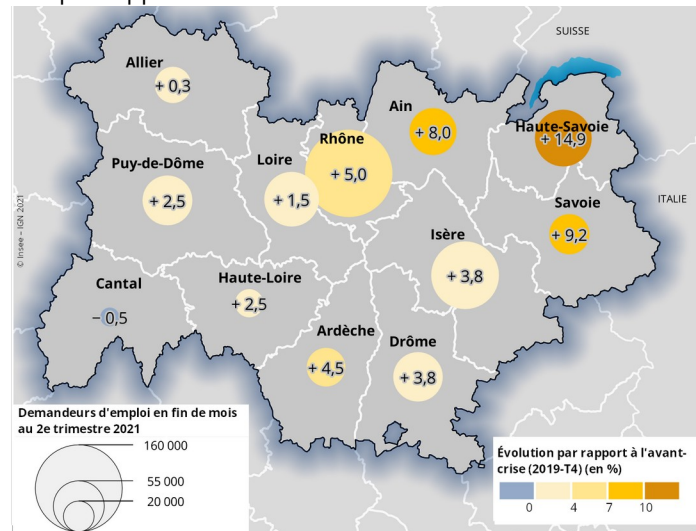 SUISSE
Allier
+ 0,3
Ain
+ 8,0
Haute-Savoie
+ 14,9
Rhône
+ 5,0
Puy-de-Dôme
+ 2,5
Loire
+ 1,5
Savoie
+ 9,2
ITALIE
Isère
+ 3,8
Cantal
− 0,5
Haute-Loire
+ 2,5
Ardèche
+ 4,5
Drôme
+ 3,8
© Insee – IGN 2021
Demandeurs d'emploi en fin de mois
au 2e trimestre 2021
160 000
55 000
20 000
Évolution par rapport à l'avant-
crise (2019-T4) (en %)
0 4 7 10